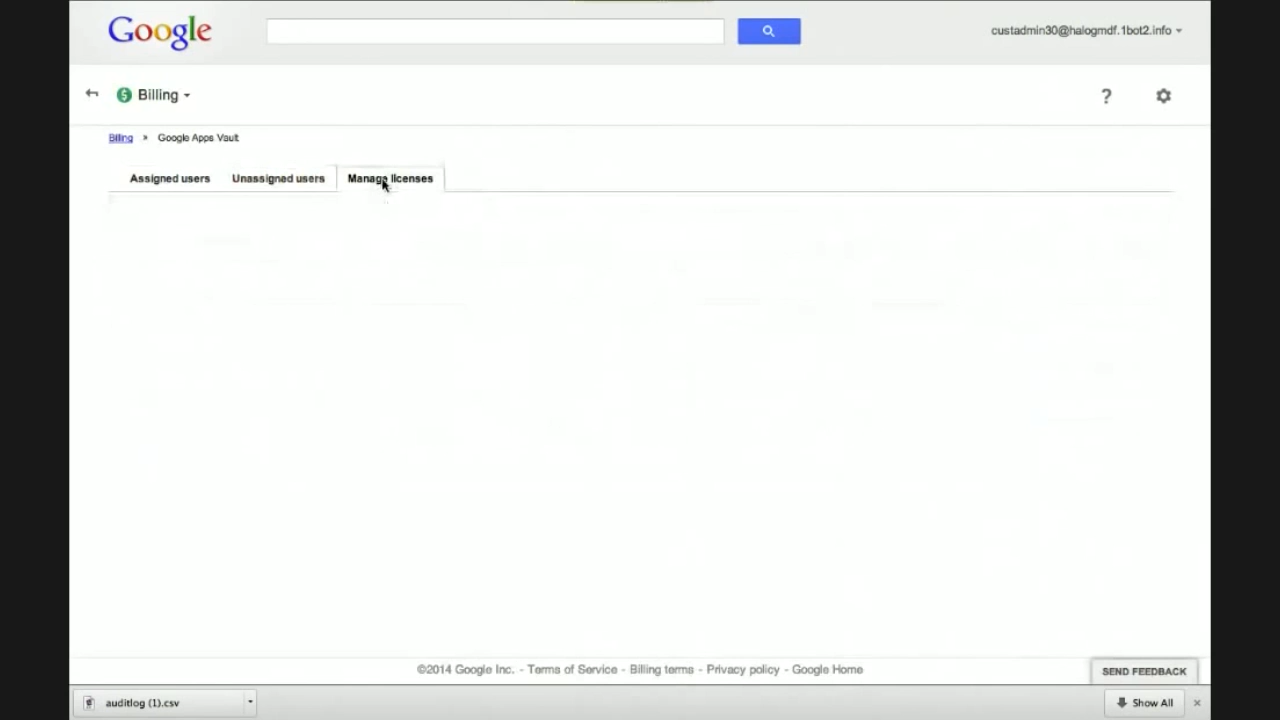 Google
custadmin30@halogmdf.1bot2.info
$ Billing
?
Billing » Google Apps Vault
Assigned users Unassigned users Manage licenses
©2014 Google Inc. - Terms of Service - Billing terms - Privacy policy - Google Home
SEND FEEDBACK
auditlog (1).csv
Show All ×